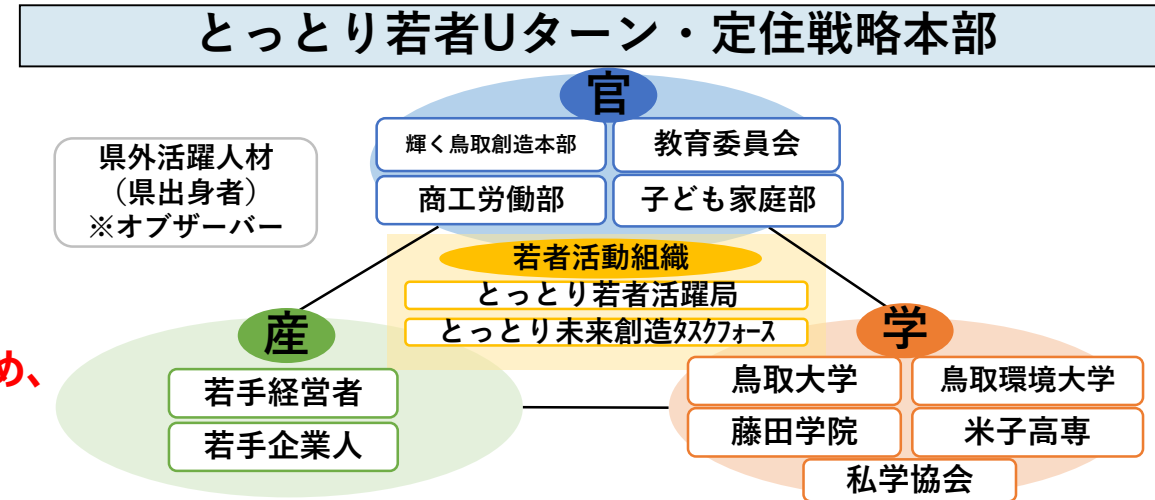 とっとり若者Uターン・定住戦略本部
官
輝く鳥取創造本部
教育委員会
商工労働部
子ども家庭部
県外活躍人材
（県出身者）
※オブザーバー
若者活動組織
とっとり若者活躍局
とっとり未来創造ﾀｽｸﾌｫｰｽ
産
若手経営者
若手企業人
学
鳥取大学
鳥取環境大学
藤田学院
米子高専
私学協会
め、